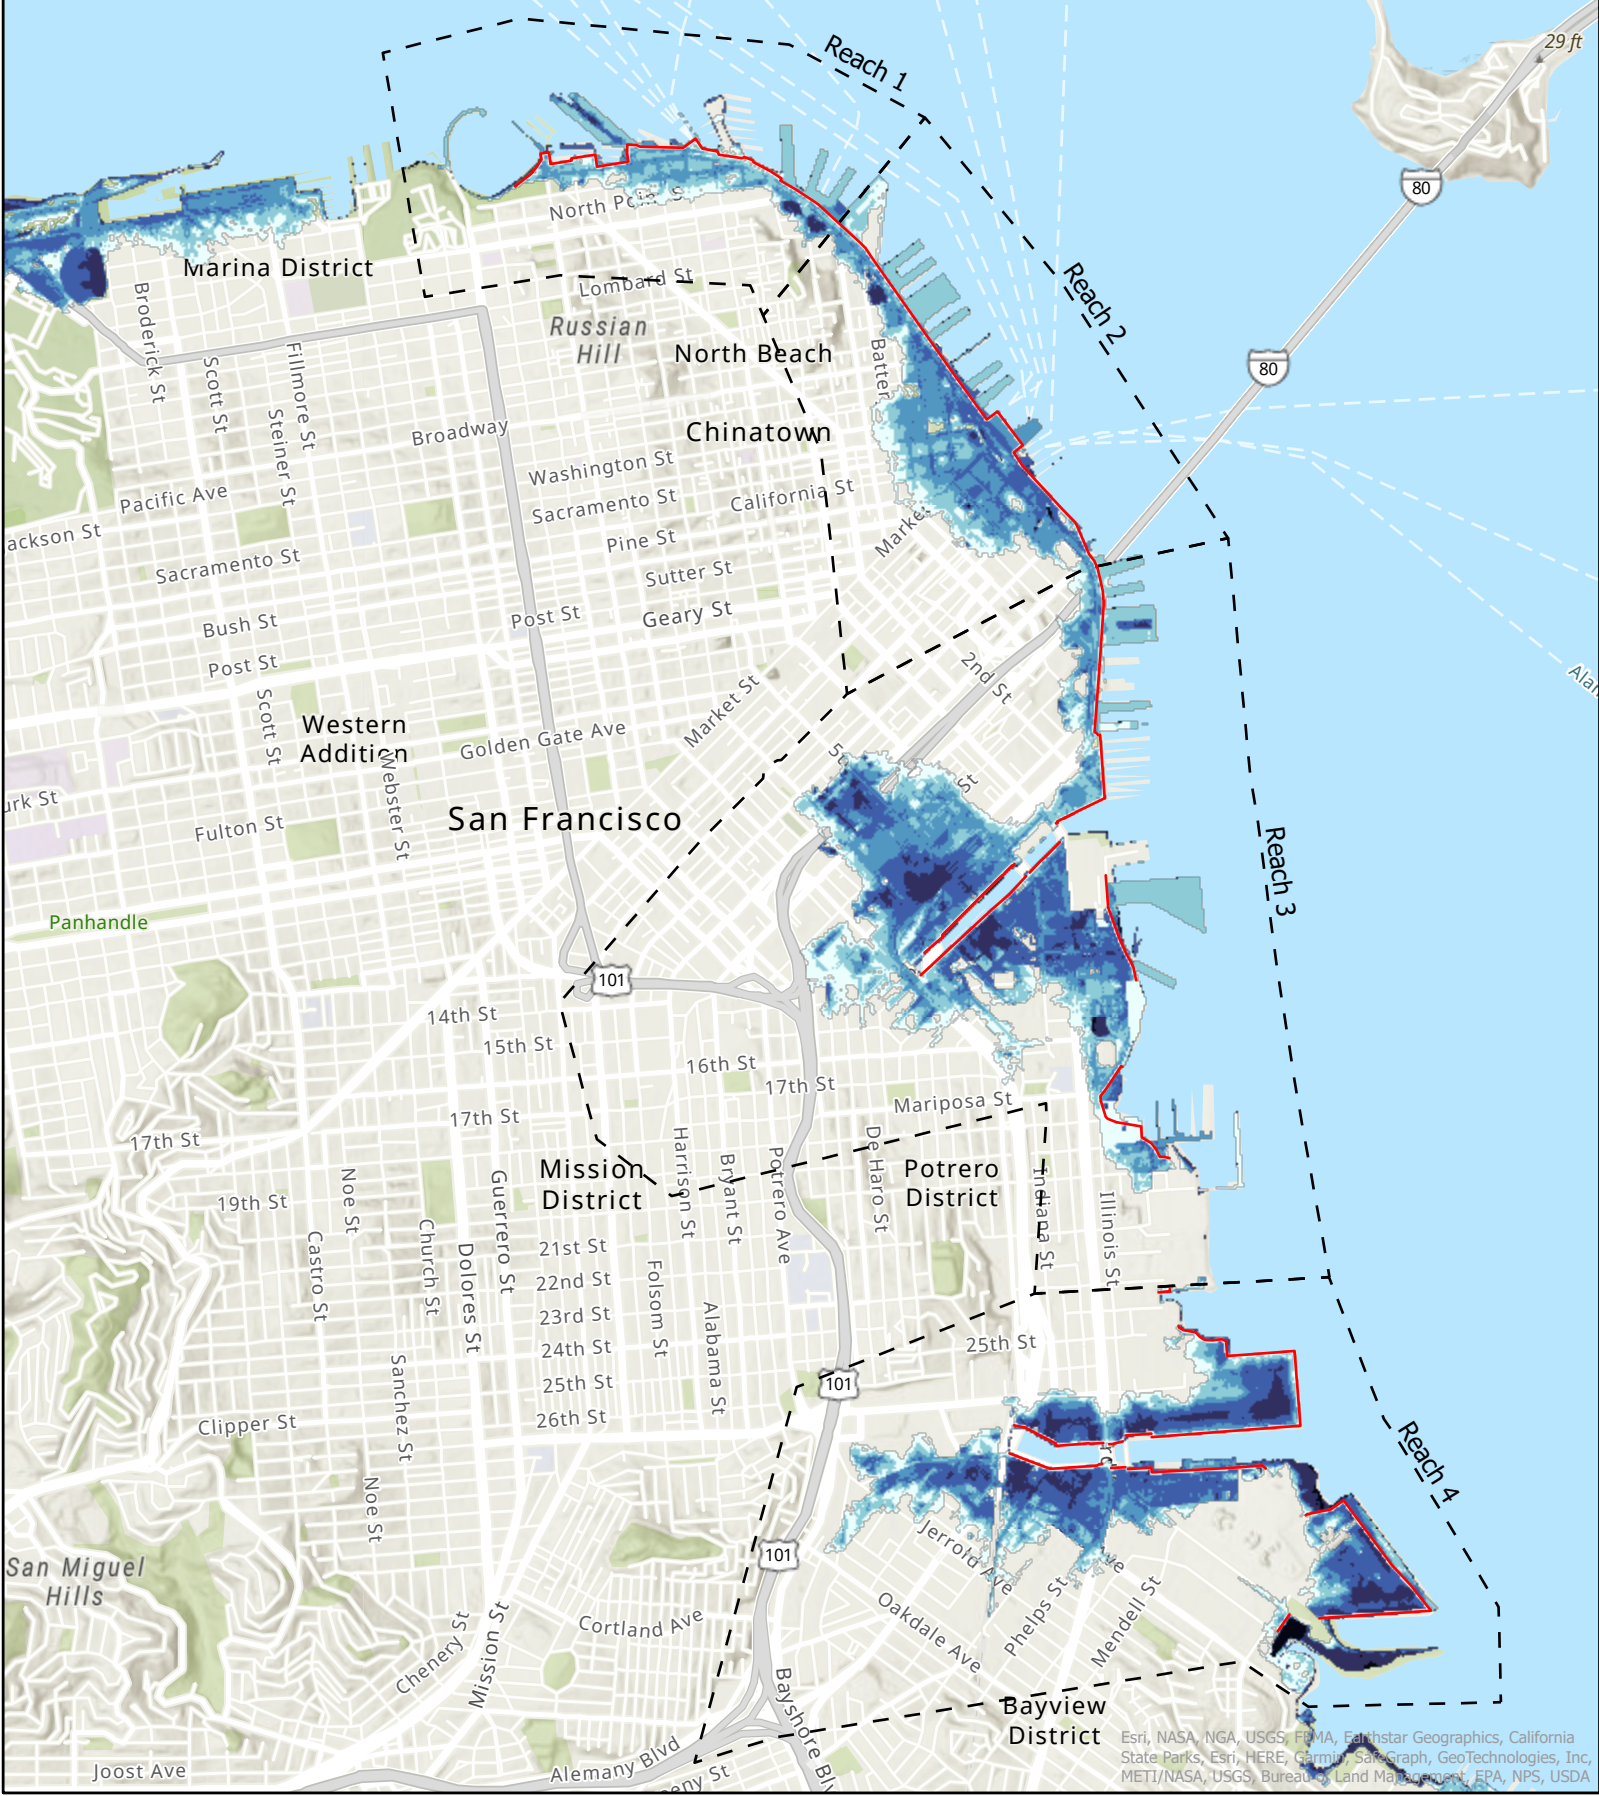 29 ft
Reach 1
80
North Po
Marina District
Lombard St
Reach 2
Broderick St
Russian
Hill
North Beach
80
Scott St
Fillmore St
Batter
Steiner St
Broadway
Chinatown
Washington St
Pacific Ave
Sacramento St
California St
ackson St
Marke
Pine St
Sacramento St
Sutter St
Bush St
Post St
Geary St
Post St
2nd St
Alan
Scott St
Western
Addition
Market St
Golden Gate Ave
Webster St
St
urk St
Fulton St
San Francisco
Reach 3
Panhandle
101
14th St
15th St
16th St
17th St
Mariposa St
17th St
17th St
Mission
District
Harrison St
Bryant St
Potrero Ave
De Haro St
Potrero
District
Indiana St
Illinois St
Noe St
19th St
Guerrero St
Castro St
Church St
Dolores St
21st St
22nd St
23rd St
24th St
25th St
26th St
Folsom St
Alabama St
25th St
101
Sanchez St
Clipper St
Reach 4
Noe St
Jerrold Ave
101
ve
San Miguel
Hills
Oakdale Ave
Phelps St
Mendell St
Cortland Ave
Chenery St
Mission St
Bayshore Blv
Bayview
District
Alemany Blvd
Joost Ave
eny St
Esri, NASA, NGA, USGS, FEMA, Earthstar Geographics, California
State Parks, Esri, HERE, Garmin, SafeGraph, GeoTechnologies, Inc,
METI/NASA, USGS, Bureau of Land Management, EPA, NPS, USDA